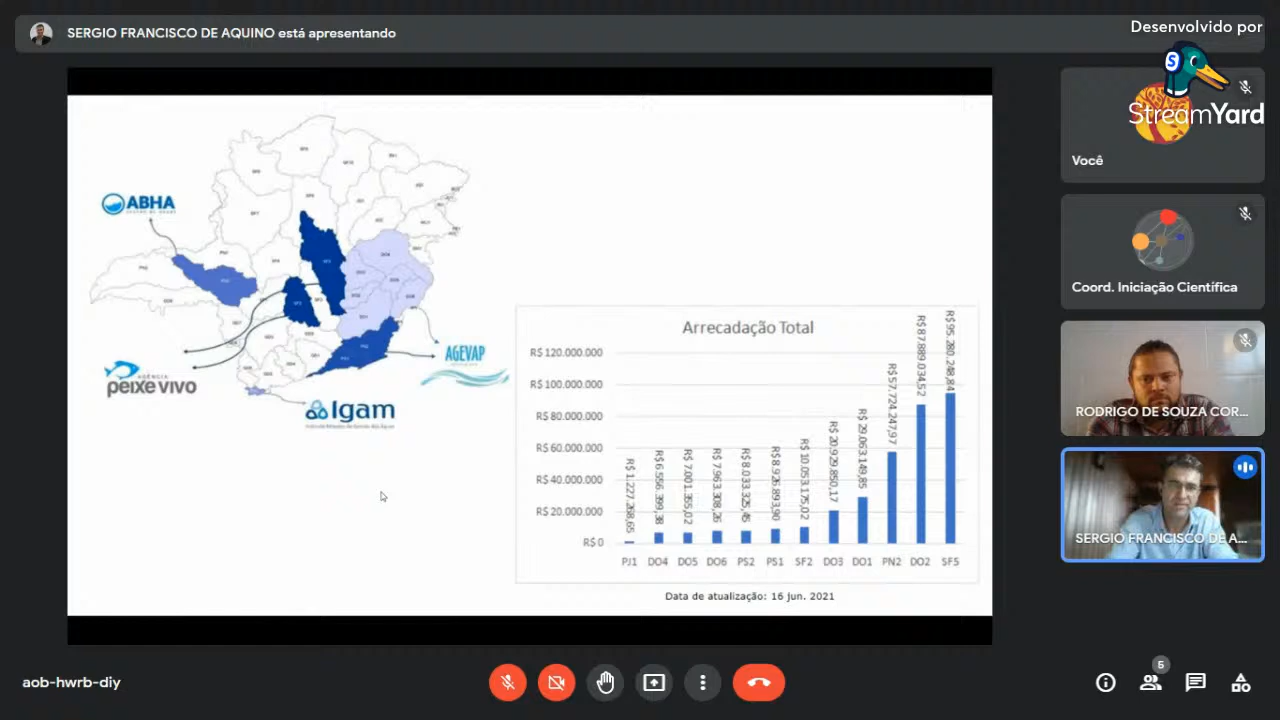 SERGIO FRANCISCO DE AQUINO está apresentando
Desenvolvido por
StreamYard
Você
Coord. Iniciação Científica
RODRIGO DE SOUZA COR...
SERGIO FRANCISCO DE A...
ABHA
AGÊNCIA
peixe vivo
AGEVAP
Igam
Arrecadação Total
R$ 120.000.000
R$ 100.000.000
R$ 80.000.000
R$ 60.000.000
R$ 40.000.000
R$ 20.000.000
R$ 0
R$ 1.227.268,65
R$ 6.556.399,38
R$ 7.001.355,02
R$ 7.963.308,26
R$ 8.033.325,45
R$ 8.926.893,90
R$ 10.053.175,02
R$ 20.929.850,17
R$ 29.063.149,85
R$ 57.724.247,97
R$ 87.889.034,52
R$ 95.280.248,84
PJ1 DO4 DO5 DO6 PS2 PS1 SF2 DO3 DO1 PN2 DO2 SF5
Data de atualização: 16 jun. 2021
aob-hwrb-diy
5